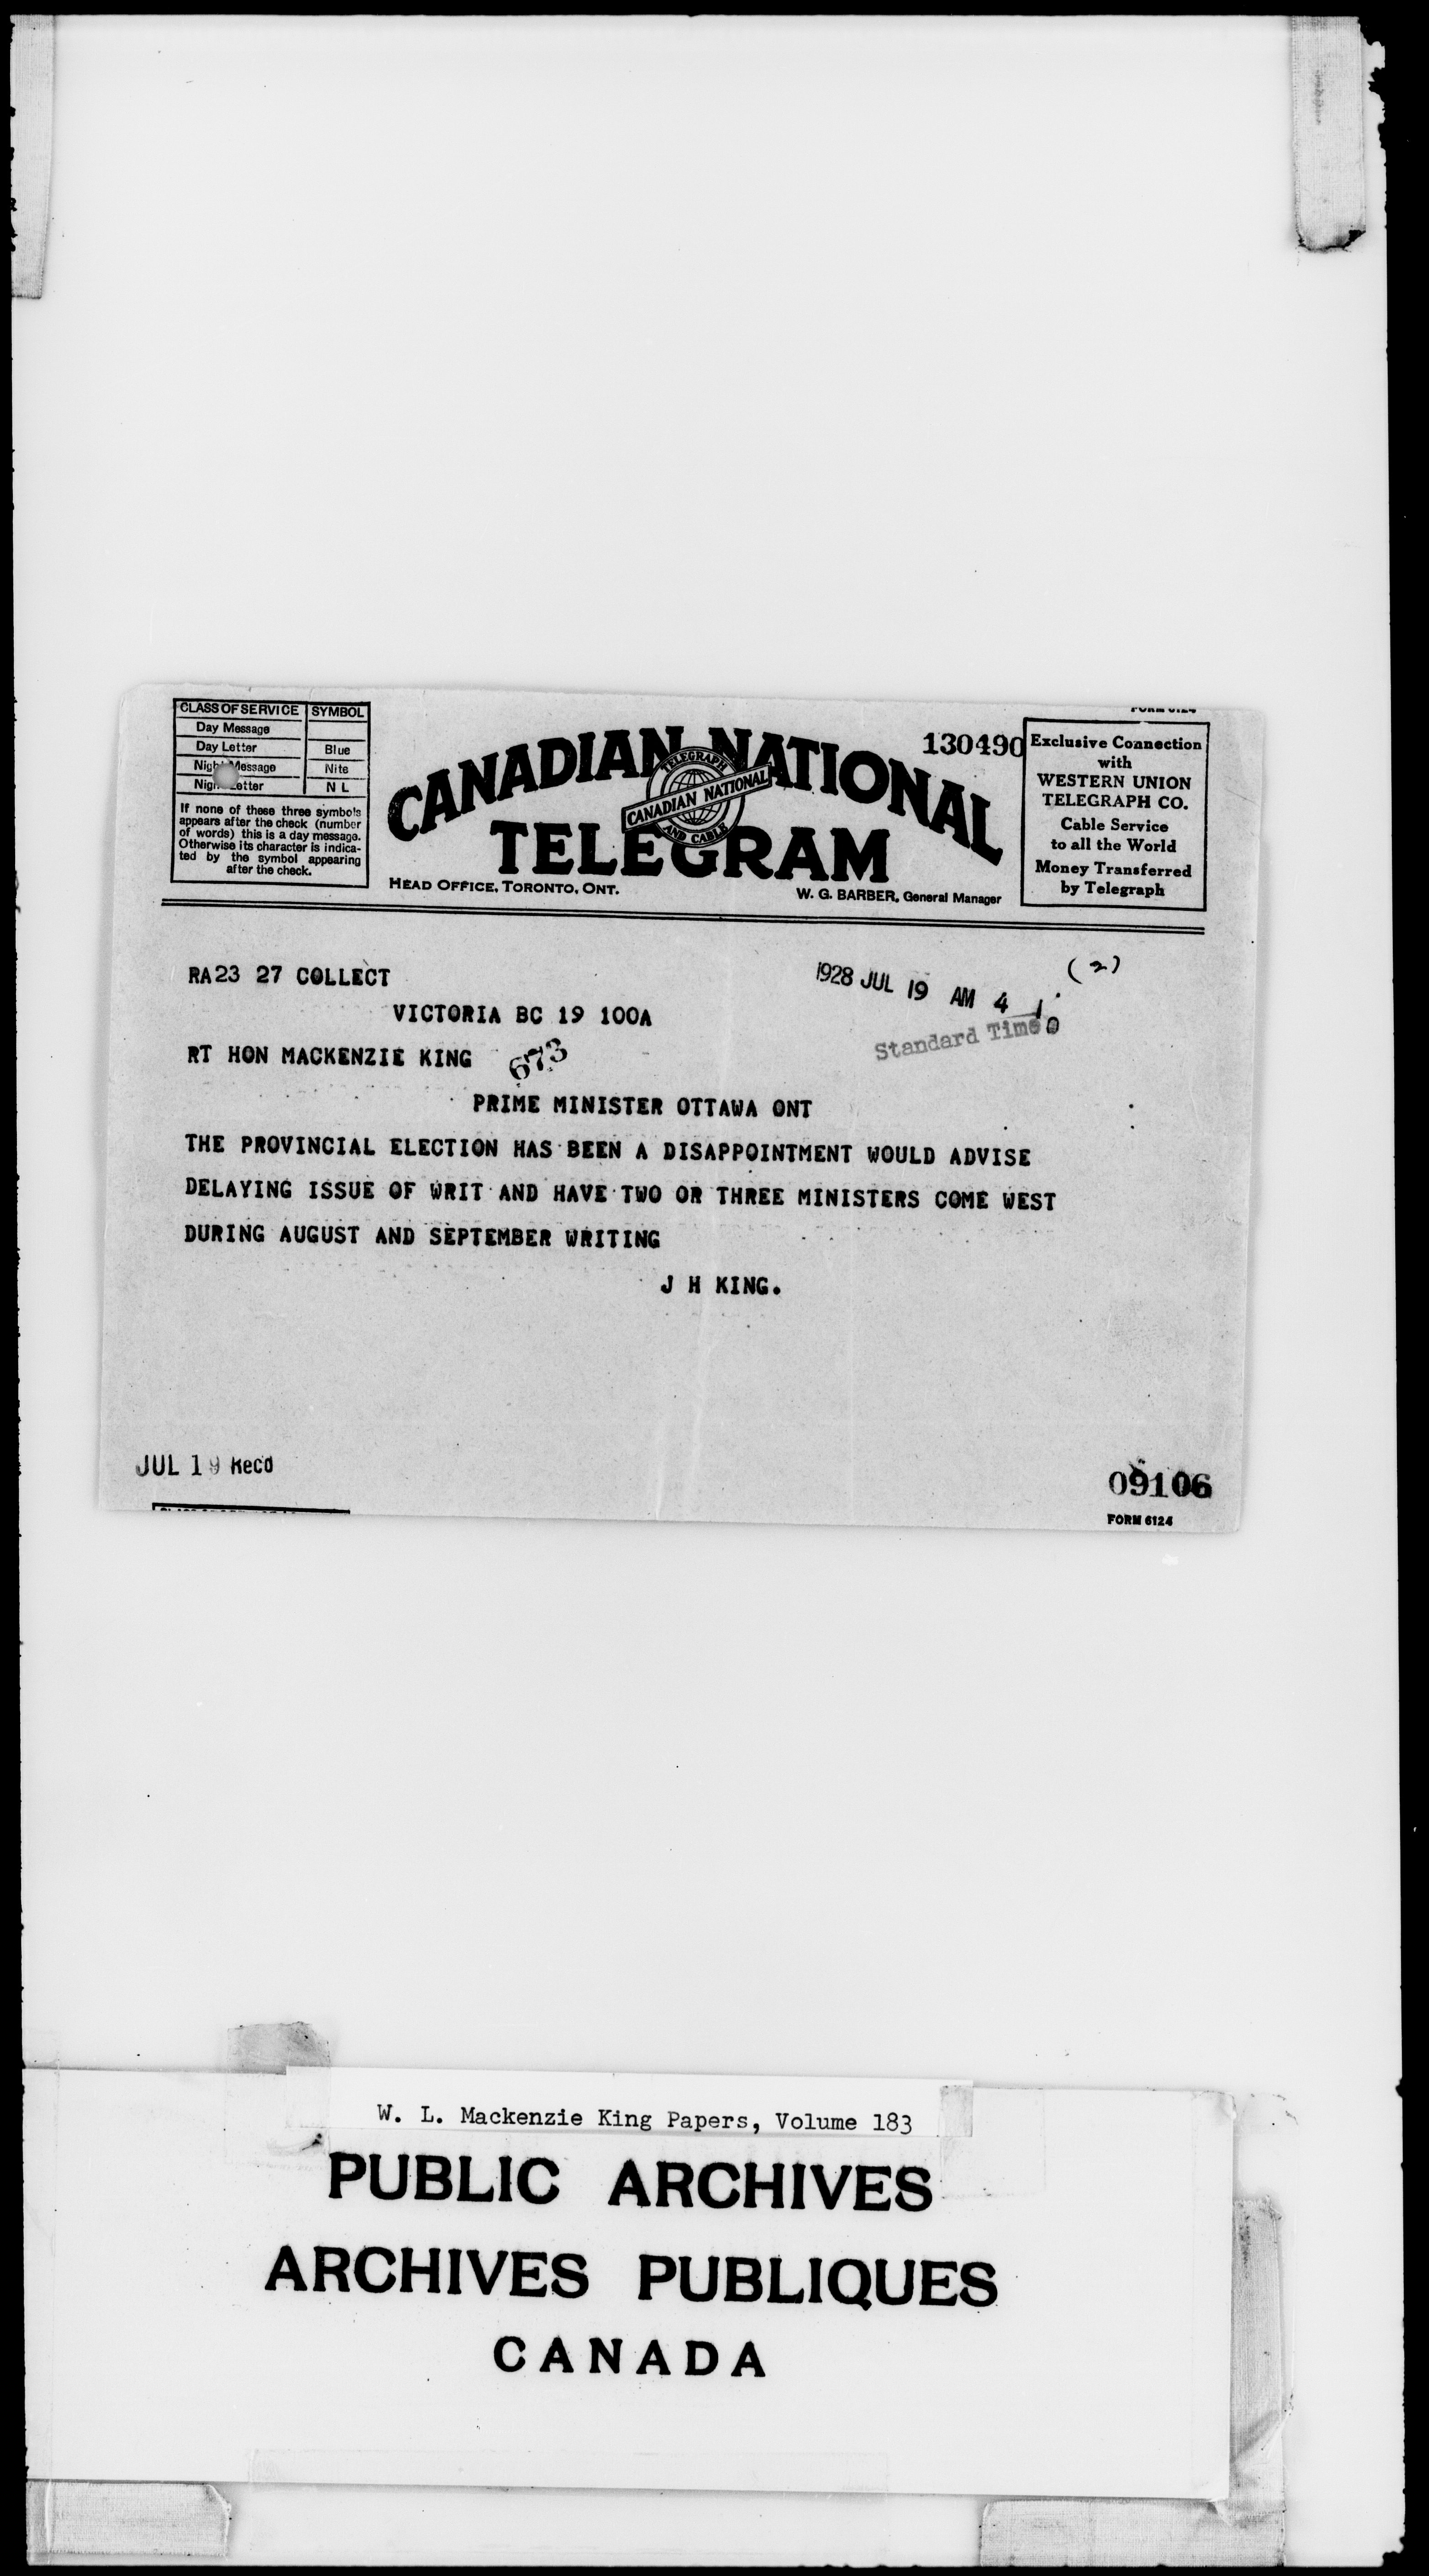 CLASS OF SERVICE SYMBOL
Day Message
Day Letter Blue
Night Message Nite
Night Letter N L
If none of these three symbols
appears after the check (number
of words) this is a day message.
Otherwise its character is indica-
ted by the symbol appearing
after the check.
CANADIAN NATIONAL
TELEGRAM
TELEGRAPH
CANADIAN NATIONAL
AND CABLE
HEAD OFFICE, TORONTO, ONT.
W. G. BARBER, General Manager
130490
Exclusive Connection
with
WESTERN UNION
TELEGRAPH CO.
Cable Service
to all the World
Money Transferred
by Telegraph
RA23 27 COLLECT
1928 JUL 19 AM 4
(2)
Standard Time
VICTORIA BC 19 100A
RT HON MACKENZIE KING 673
PRIME MINISTER OTTAWA ONT
THE PROVINCIAL ELECTION HAS BEEN A DISAPPOINTMENT WOULD ADVISE
DELAYING ISSUE OF WRIT AND HAVE TWO OR THREE MINISTERS COME WEST
DURING AUGUST AND SEPTEMBER WRITING
J H KING.
JUL 19 Recd
09106
FORM 6124
W. L. Mackenzie King Papers, Volume 183
PUBLIC ARCHIVES
ARCHIVES PUBLIQUES
CANADA